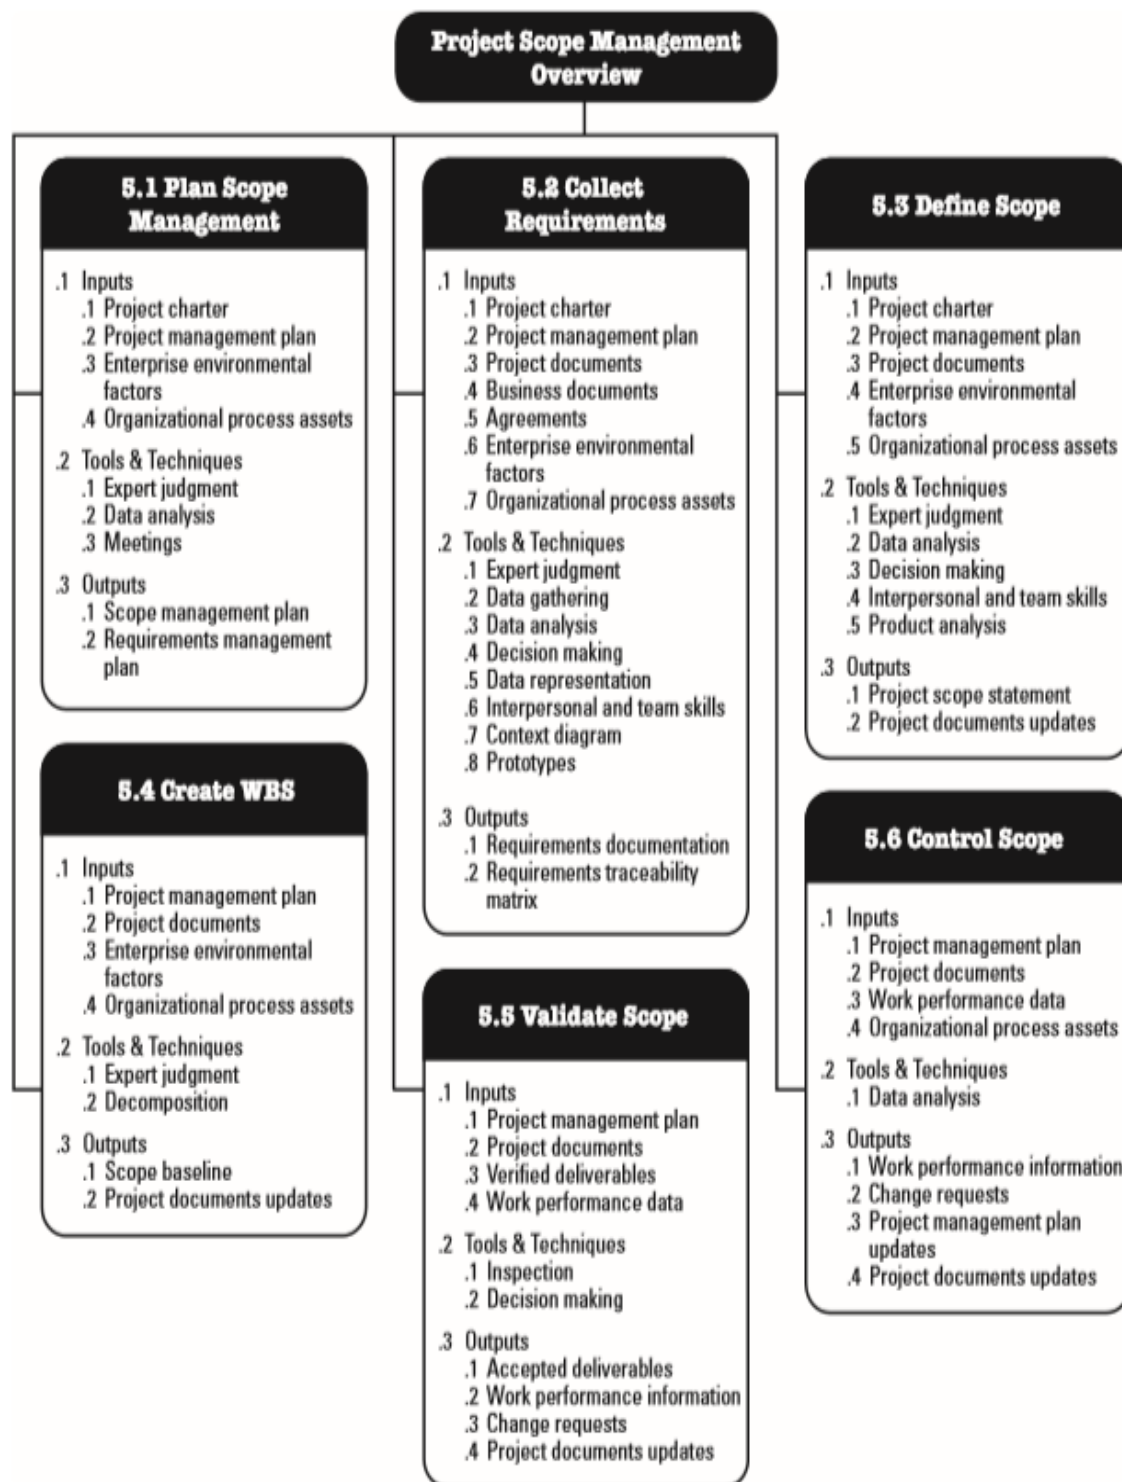 Project Scope Management
Overview
5.1 Plan Scope
Management
.1 Inputs
.1 Project charter
.2 Project management plan
.3 Enterprise environmental
factors
.4 Organizational process assets
.2 Tools & Techniques
.1 Expert judgment
.2 Data analysis
.3 Meetings
.3 Outputs
.1 Scope management plan
.2 Requirements management
plan
5.2 Collect
Requirements
.1 Inputs
.1 Project charter
.2 Project management plan
.3 Project documents
.4 Business documents
.5 Agreements
.6 Enterprise environmental
factors
.7 Organizational process assets
.2 Tools & Techniques
.1 Expert judgment
.2 Data gathering
.3 Data analysis
.4 Decision making
.5 Data representation
.6 Interpersonal and team skills
.7 Context diagram
.8 Prototypes
.3 Outputs
.1 Requirements documentation
.2 Requirements traceability
matrix
5.3 Define Scope
.1 Inputs
.1 Project charter
.2 Project management plan
.3 Project documents
.4 Enterprise environmental
factors
.5 Organizational process assets
.2 Tools & Techniques
.1 Expert judgment
.2 Data analysis
.3 Decision making
.4 Interpersonal and team skills
.5 Product analysis
.3 Outputs
.1 Project scope statement
.2 Project documents updates
5.4 Create WBS
.1 Inputs
.1 Project management plan
.2 Project documents
.3 Enterprise environmental
factors
.4 Organizational process assets
.2 Tools & Techniques
.1 Expert judgment
.2 Decomposition
.3 Outputs
.1 Scope baseline
.2 Project documents updates
5.5 Validate Scope
.1 Inputs
.1 Project management plan
.2 Project documents
.3 Verified deliverables
.4 Work performance data
.2 Tools & Techniques
.1 Inspection
.2 Decision making
.3 Outputs
.1 Accepted deliverables
.2 Work performance information
.3 Change requests
.4 Project documents updates
5.6 Control Scope
.1 Inputs
.1 Project management plan
.2 Project documents
.3 Work performance data
.4 Organizational process assets
.2 Tools & Techniques
.1 Data analysis
.3 Outputs
.1 Work performance information
.2 Change requests
.3 Project management plan
updates
.4 Project documents updates